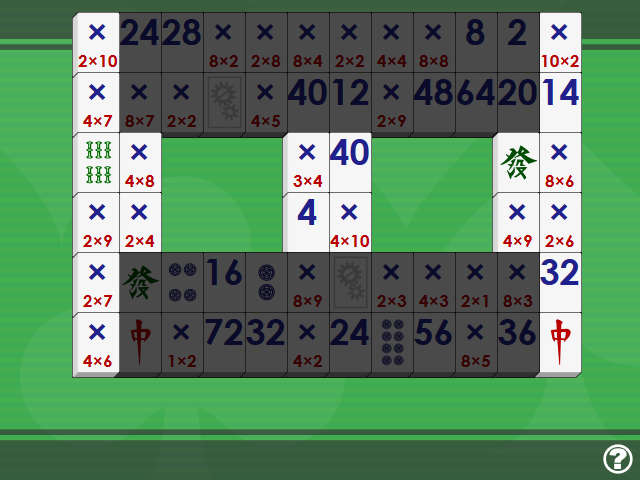 × 24 28 × × × × × × 8 2 ×
2×10 8×2 2×8 8×4 2×2 4×4 8×8 10×2
× × × × 40 12 × 48 64 20 14
4×7 8×7 2×2 4×5 2×9
× × 40 發 ×
4×8 3×4 8×6
× × 4 × × ×
2×9 2×4 4×10 4×9 2×6
× 發 16 × × × × × 32
2×7 8×9 2×3 4×3 2×1 8×3
× 中 × 72 32 × 24 56 × 36 中
4×6 1×2 4×2 8×5
?